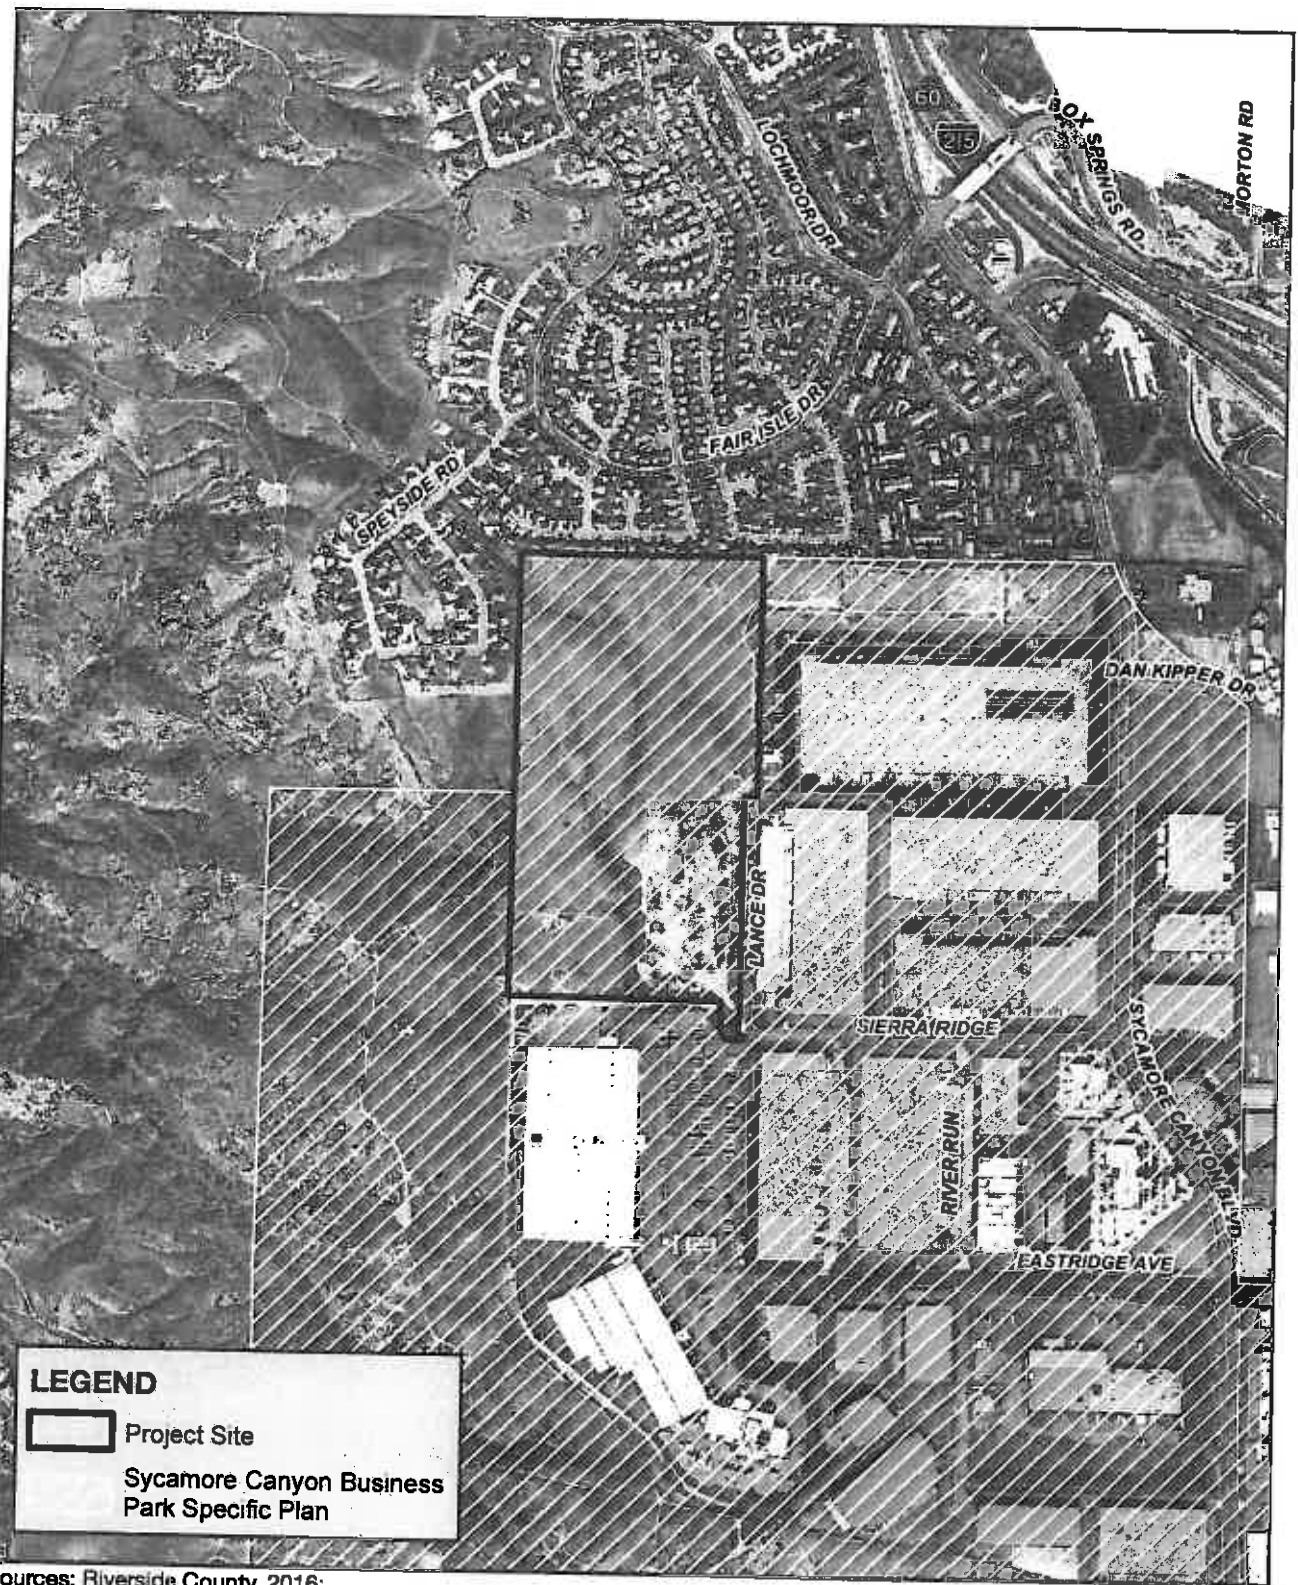 60
215
BOX SPRINGS RD.
MORTON RD
LOCHMOOR DR
FAIR ISLE DR
SPEYSIDE RD
DAN KIPPER DR
LANCE DR
SIERRA RIDGE
SYCAMORE CANYON BLVD
RIVER RUN
EASTRIDGE AVE
LEGEND
Project Site
Sycamore Canyon Business
Park Specific Plan
ources: Riverside County, 2016;